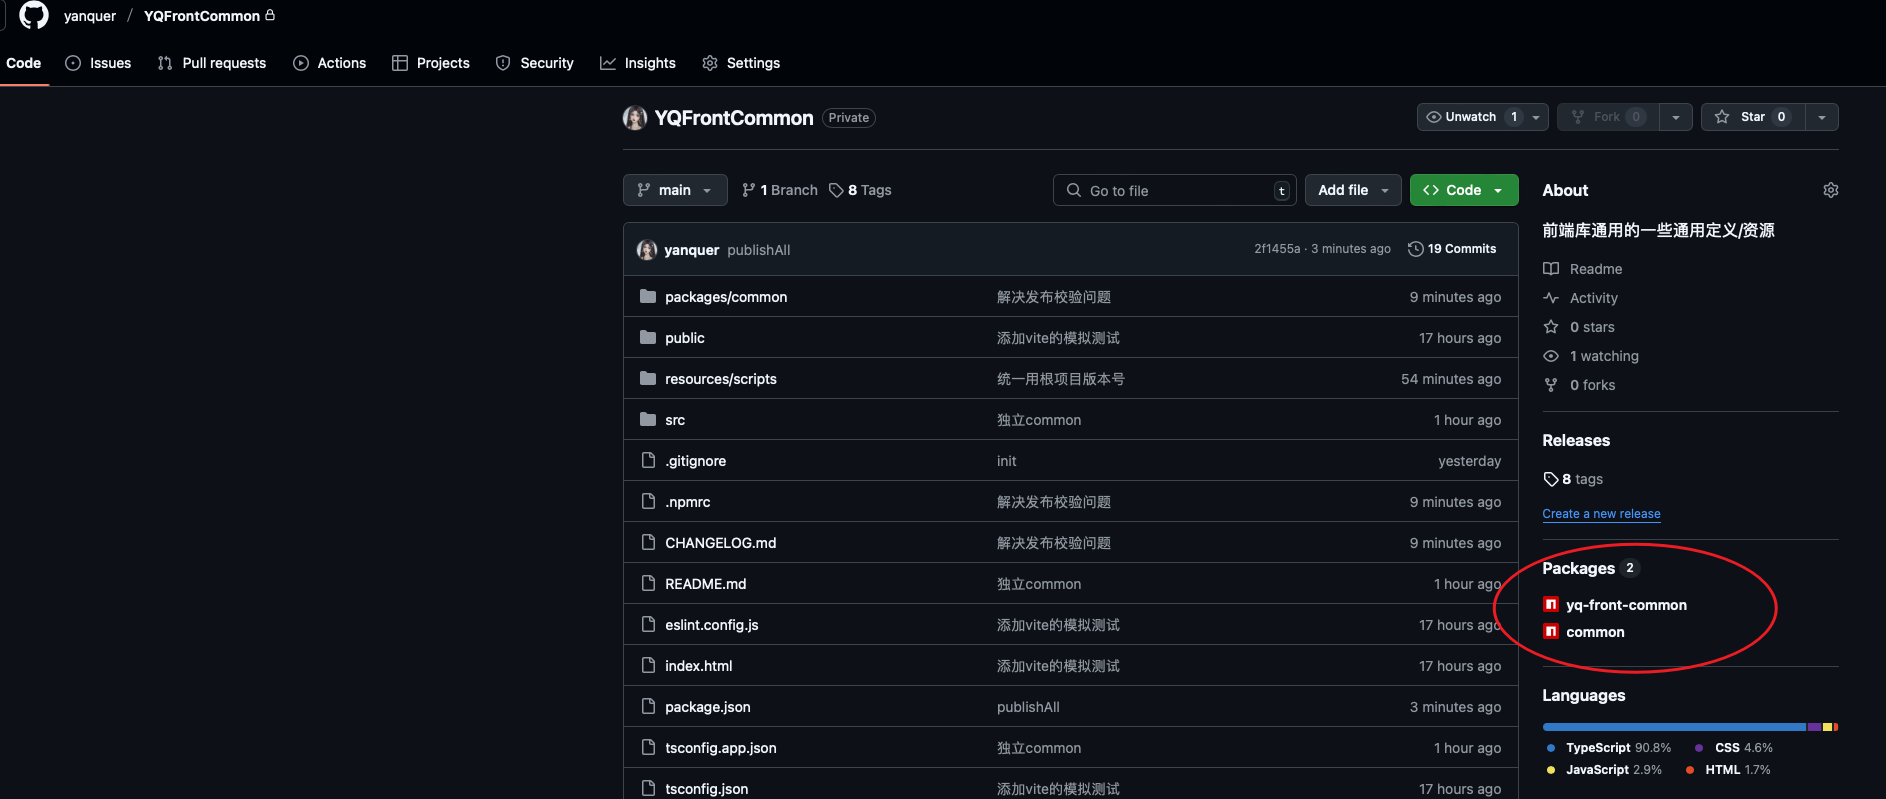 yanquer / YQFrontCommon
Code Issues Pull requests Actions Projects Security Insights Settings
YQFrontCommon Private
Unwatch 1 Fork 0 Star 0
main 1 Branch 8 Tags Go to file t Add file Code
yanquer publishAll 2f1455a · 3 minutes ago 19 Commits
packages/common 解决发布校验问题 9 minutes ago
public 添加vite的模拟测试 17 hours ago
resources/scripts 统一用根项目版本号 54 minutes ago
src 独立common 1 hour ago
.gitignore init yesterday
.npmrc 解决发布校验问题 9 minutes ago
CHANGELOG.md 解决发布校验问题 9 minutes ago
README.md 独立common 1 hour ago
eslint.config.js 添加vite的模拟测试 17 hours ago
index.html 添加vite的模拟测试 17 hours ago
package.json publishAll 3 minutes ago
tsconfig.app.json 独立common 1 hour ago
tsconfig.json 添加vite的模拟测试 17 hours ago
About
前端库通用的一些通用定义/资源
Readme
Activity
0 stars
1 watching
0 forks
Releases
8 tags
Create a new release
Packages 2
yq-front-common
common
Languages
TypeScript 90.8% CSS 4.6%
JavaScript 2.9% HTML 1.7%